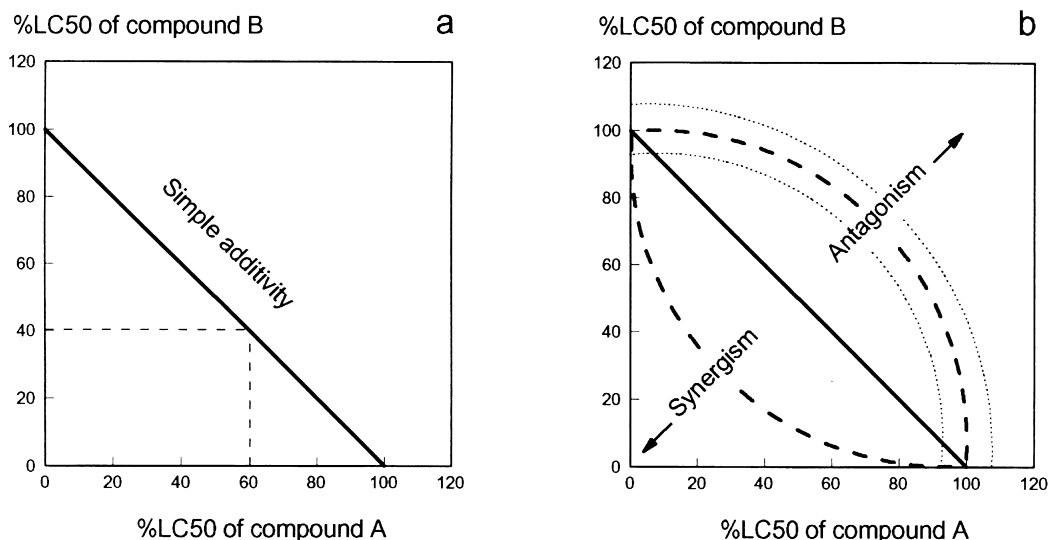 %LC50 of compound B
a
120
100
80
60
40
20
0
0 20 40 60 80 100 120
Simple additivity
%LC50 of compound A
%LC50 of compound B
b
120
100
80
60
40
20
0
0 20 40 60 80 100 120
Antagonism
Synergism
%LC50 of compound A